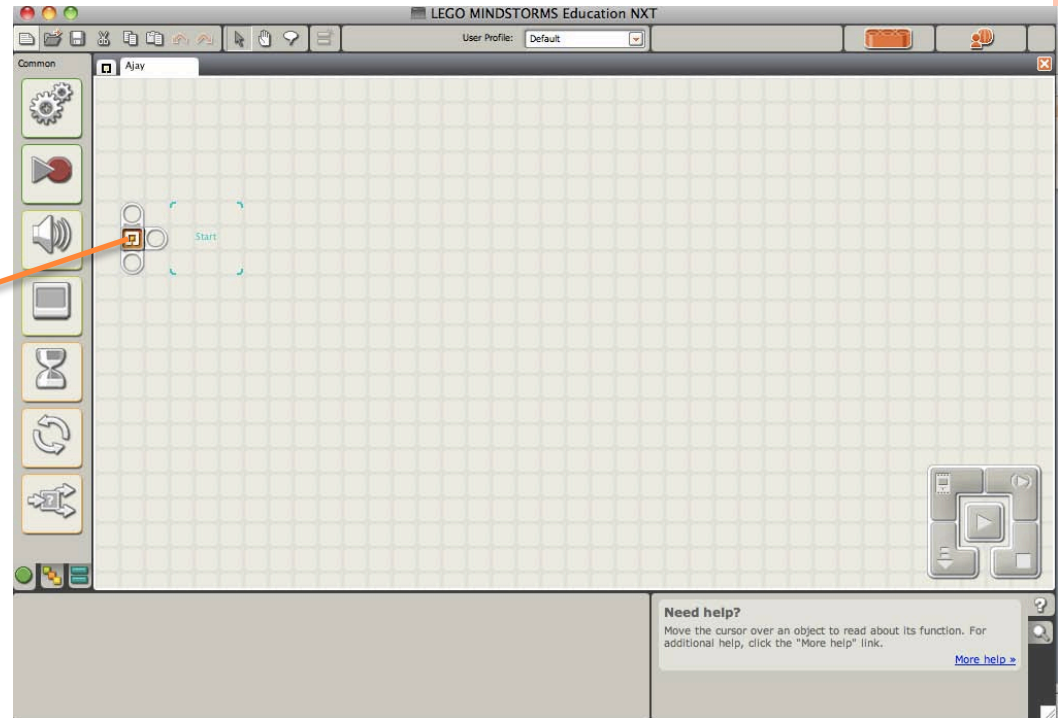 LEGO MINDSTORMS Education NXT
User Profile: Default
Common
Ajay
Start
Need help?
Move the cursor over an object to read about its function. For
additional help, click the "More help" link.
More help »